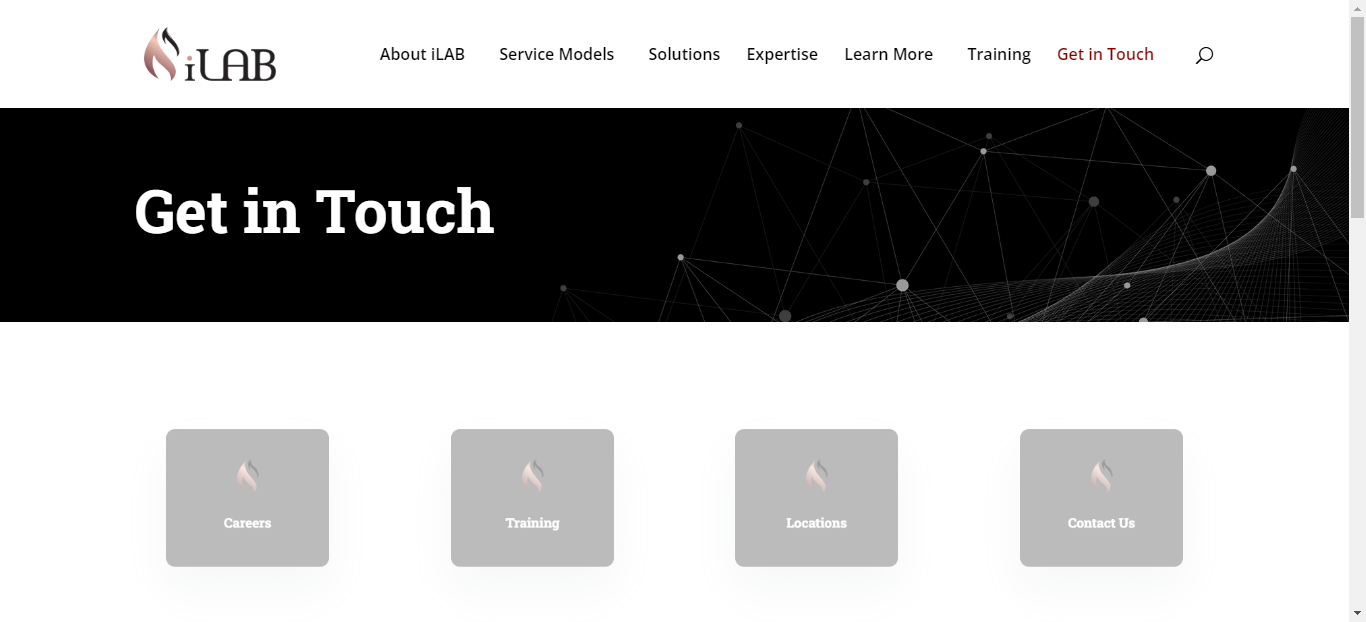 iLAB
About iLAB
Service Models
Solutions
Expertise
Learn More
Training
Get in Touch
Get in Touch
Careers
Training
Locations
Contact Us